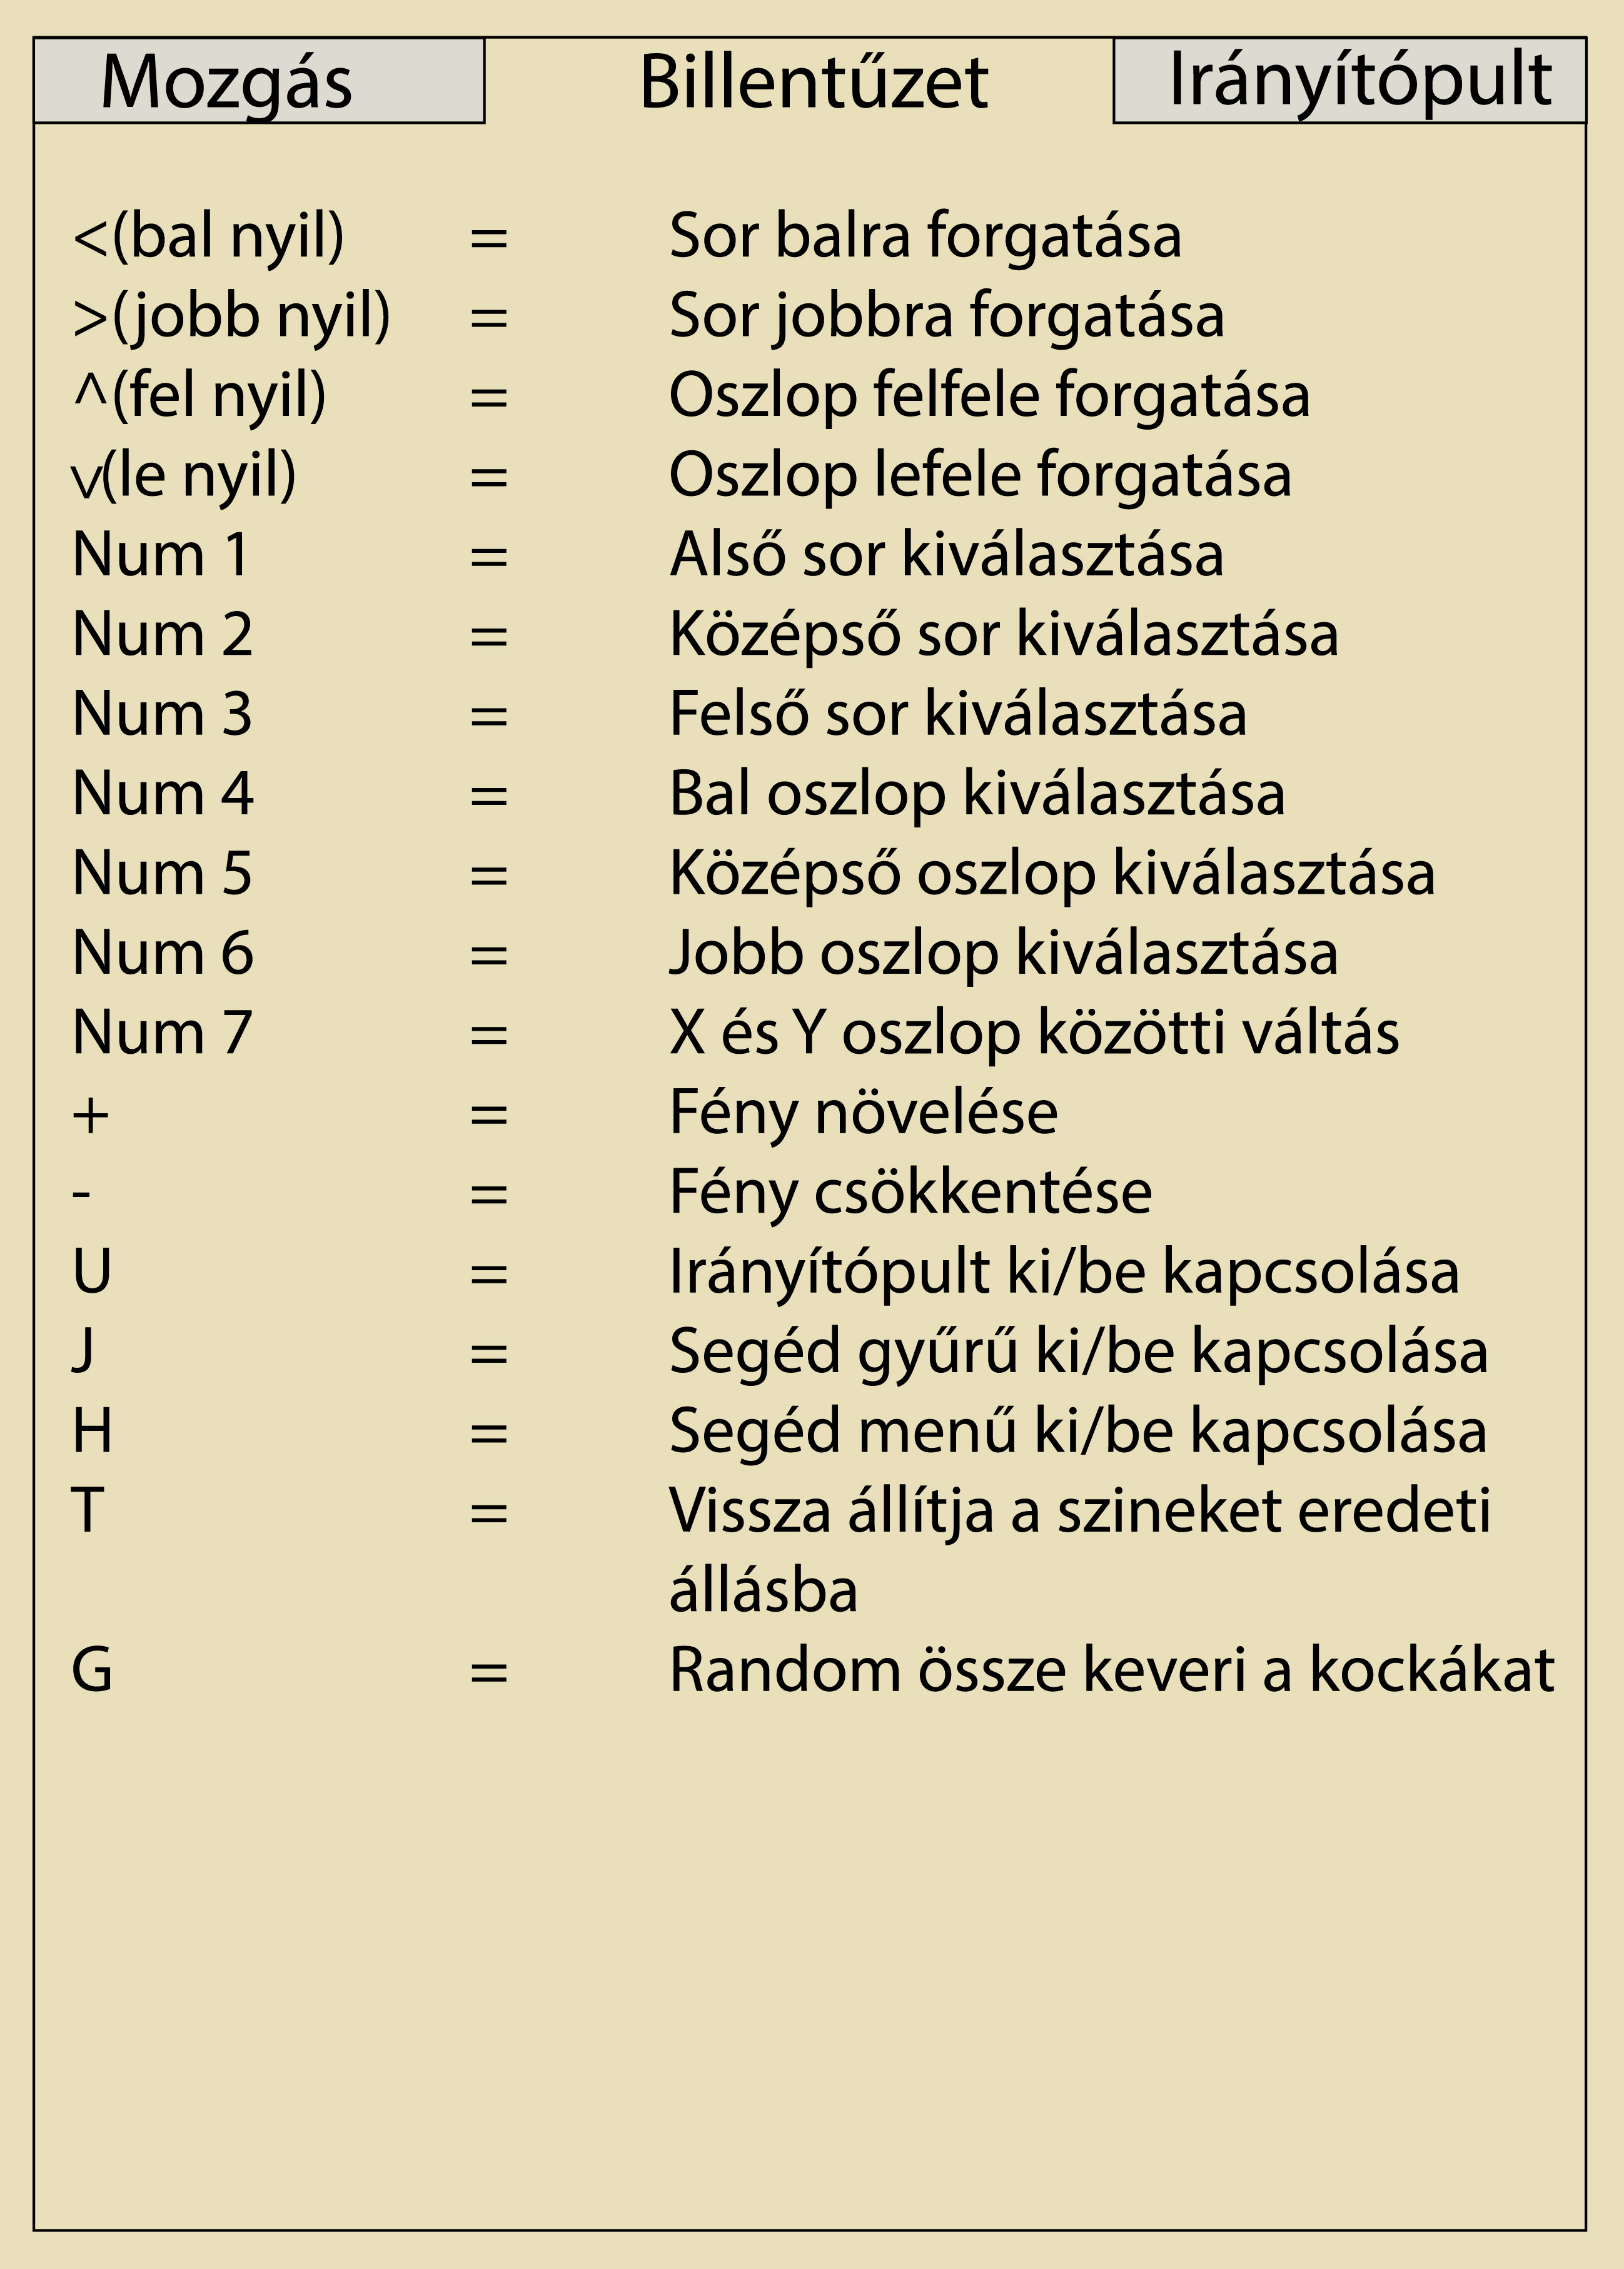 Mozgás Billentűzet Irányítópult
<(bal nyil) = Sor balra forgatása
>(jobb nyil) = Sor jobbra forgatása
^(fel nyil) = Oszlop felfele forgatása
v(le nyil) = Oszlop lefele forgatása
Num 1 = Alső sor kiválasztása
Num 2 = Középső sor kiválasztása
Num 3 = Felső sor kiválasztása
Num 4 = Bal oszlop kiválasztása
Num 5 = Középső oszlop kiválasztása
Num 6 = Jobb oszlop kiválasztása
Num 7 = X és Y oszlop közötti váltás
+ = Fény növelése
- = Fény csökkentése
U = Irányítópult ki/be kapcsolása
J = Segéd gyűrű ki/be kapcsolása
H = Segéd menű ki/be kapcsolása
T = Vissza állítja a szineket eredeti
állásba
G = Random össze keveri a kockákat